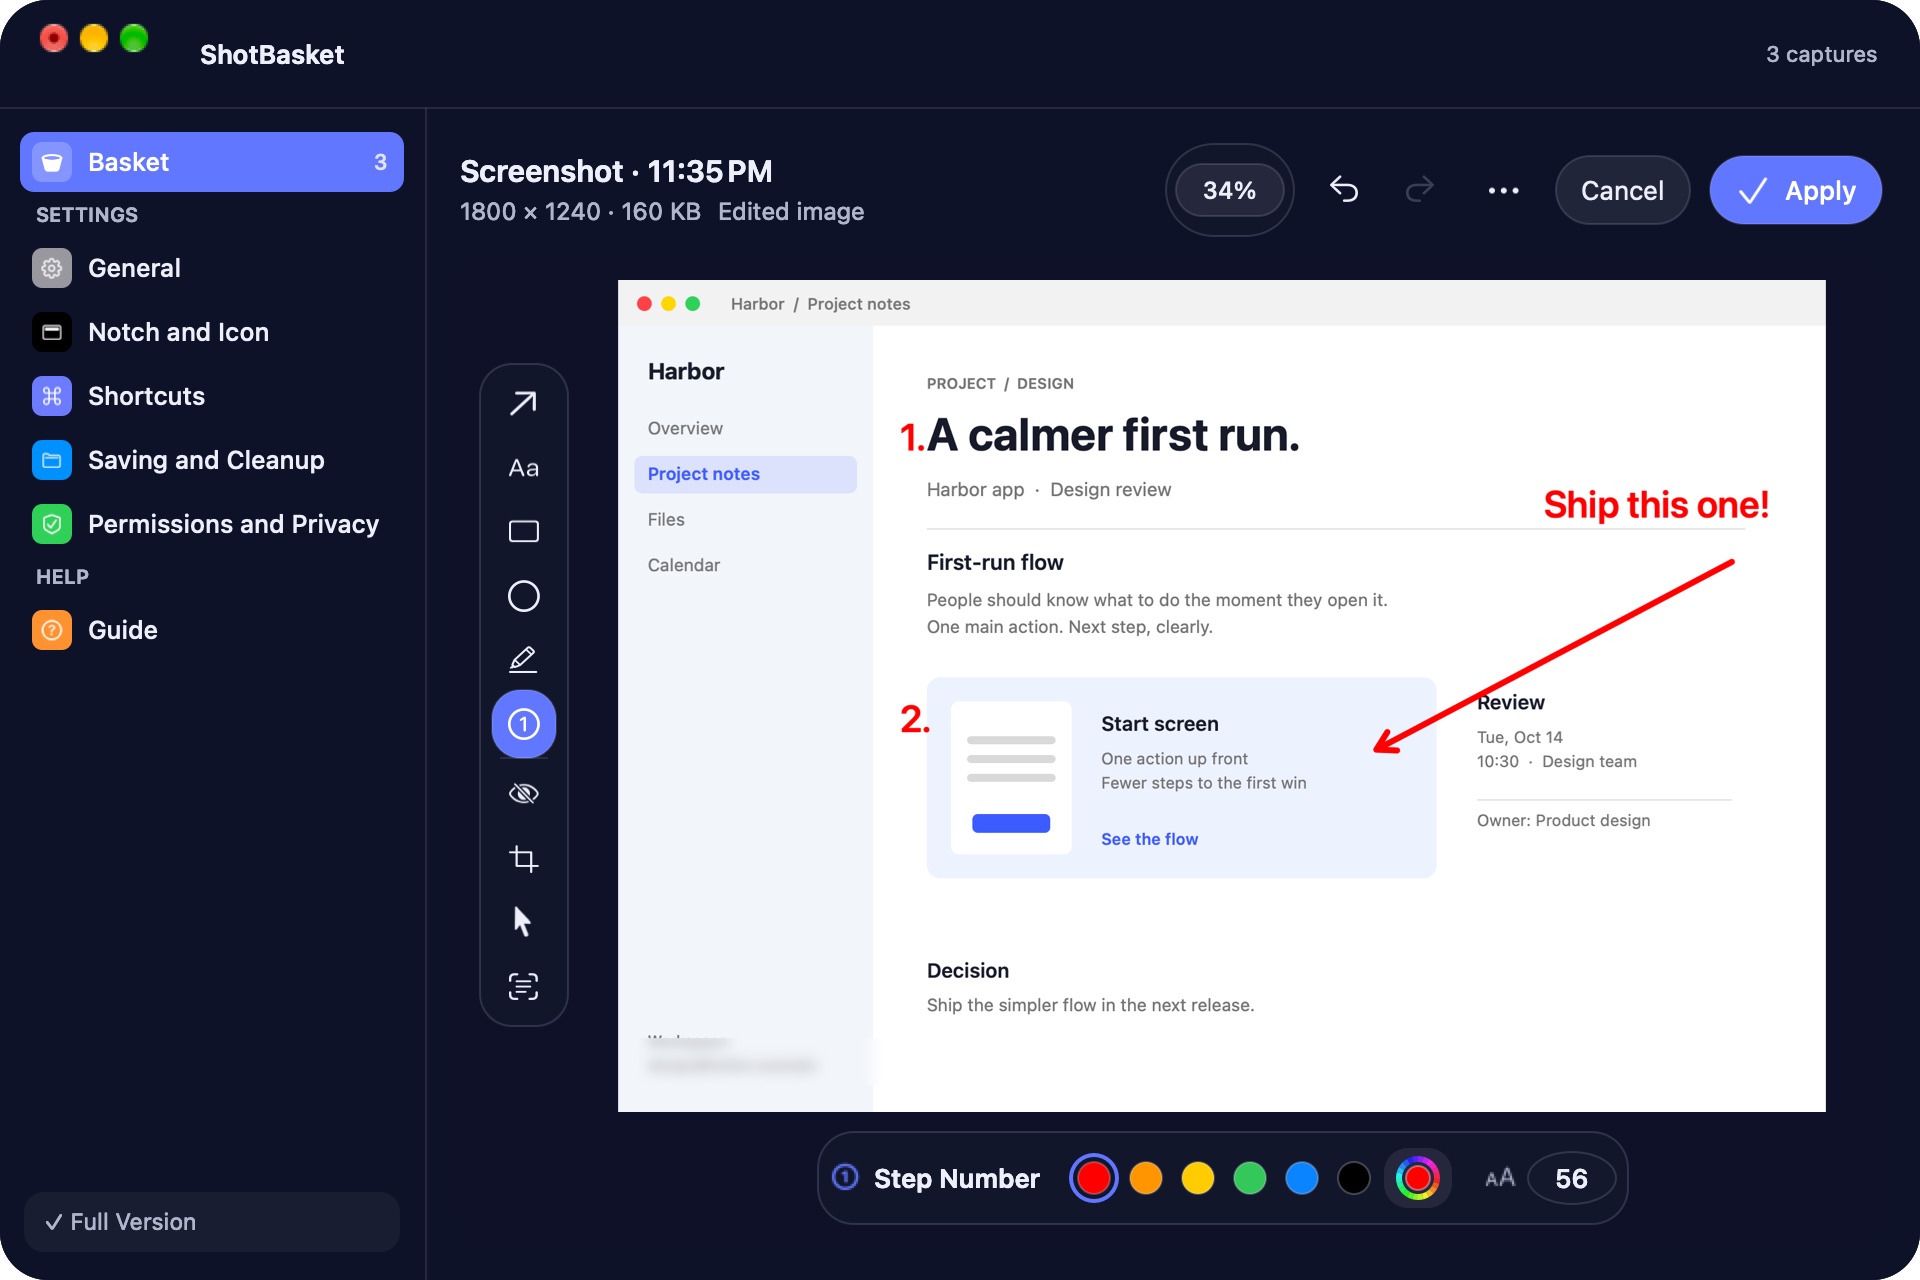 ShotBasket
3 captures
Basket 3
SETTINGS
General
Notch and Icon
Shortcuts
Saving and Cleanup
Permissions and Privacy
HELP
Guide
✓ Full Version
Screenshot · 11:35 PM
1800 × 1240 · 160 KB Edited image
34%
Cancel
Apply
Aa
1
Harbor / Project notes
Harbor
Overview
Project notes
Files
Calendar
PROJECT / DESIGN
1. A calmer first run.
Harbor app · Design review
Ship this one!
First-run flow
People should know what to do the moment they open it.
One main action. Next step, clearly.
2.
Start screen
One action up front
Fewer steps to the first win
See the flow
Review
Tue, Oct 14
10:30 · Design team
Owner: Product design
Decision
Ship the simpler flow in the next release.
1 Step Number
AA 56